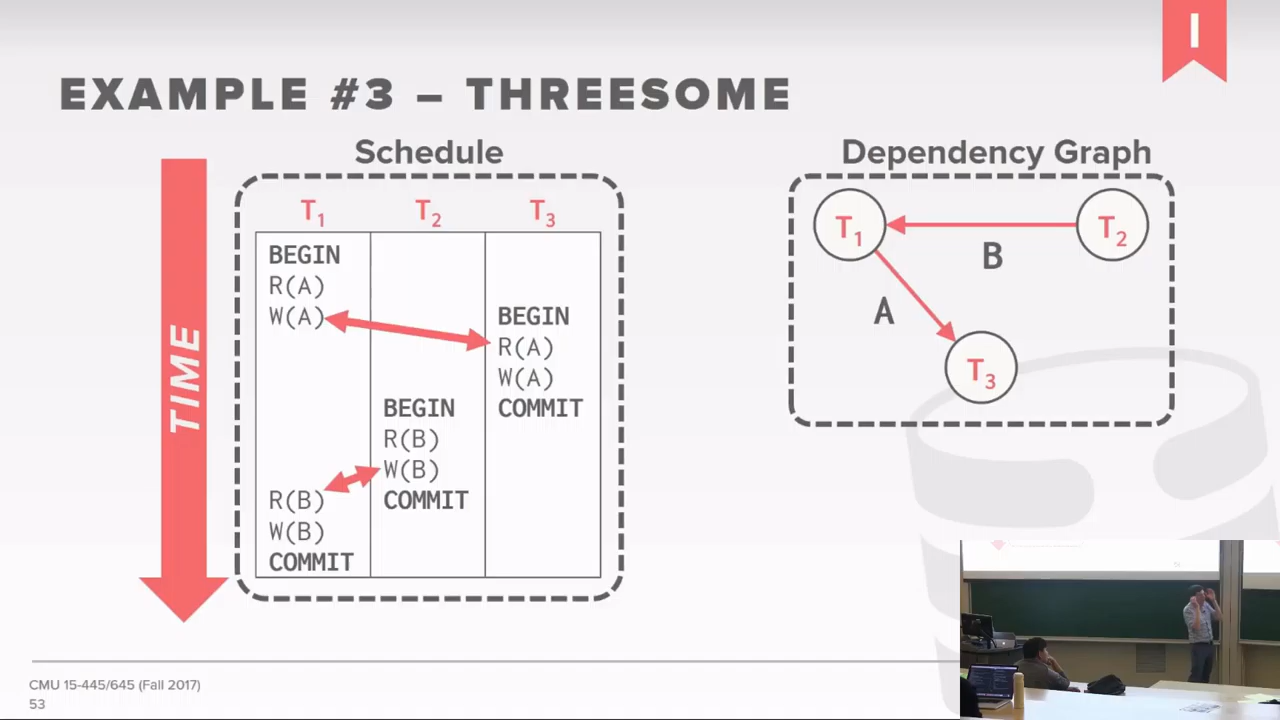 I
EXAMPLE #3 – THREESOME
Schedule
Dependency Graph
TIME
T1 T2 T3
BEGIN
R(A)
W(A) BEGIN
R(A)
W(A)
BEGIN COMMIT
R(B)
W(B)
R(B) COMMIT
W(B)
COMMIT
T1 T2
B
A
T3
CMU 15-445/645 (Fall 2017)
53